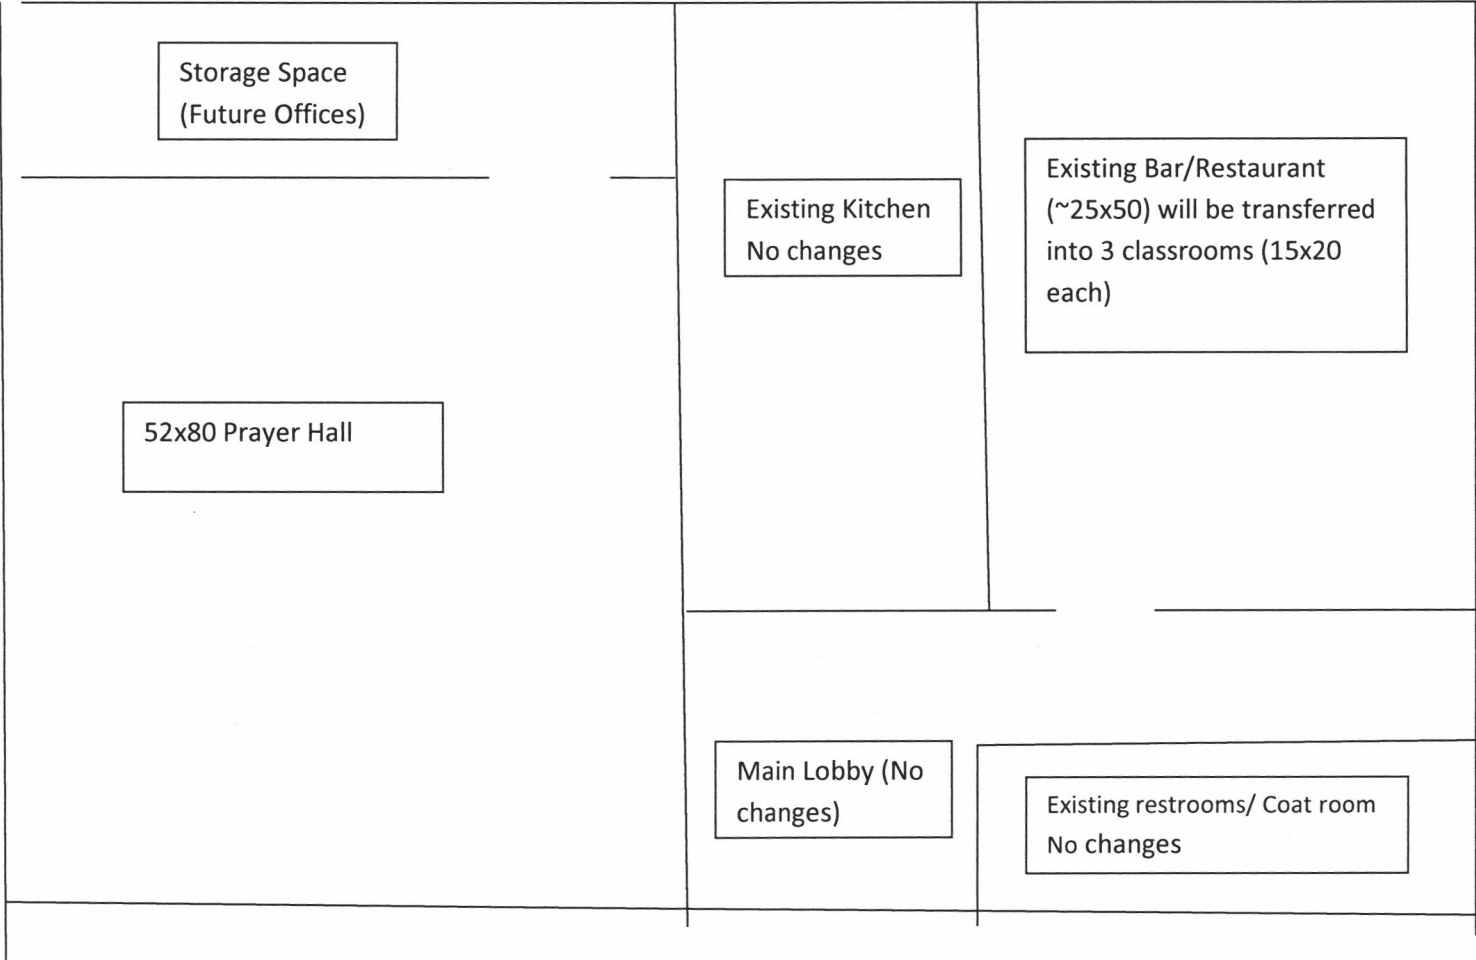 Storage Space
(Future Offices)
Existing Kitchen
No changes
Existing Bar/Restaurant
(~25x50) will be transferred
into 3 classrooms (15x20
each)
52x80 Prayer Hall
Main Lobby (No
changes)
Existing restrooms/ Coat room
No changes